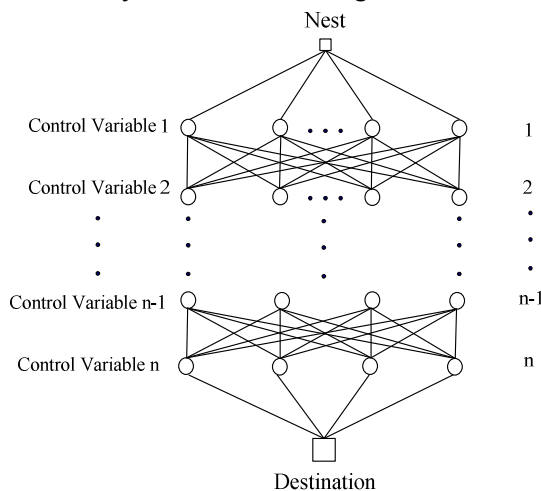 Nest
Control Variable 1
1
Control Variable 2
2
Control Variable n-1
n-1
Control Variable n
n
Destination